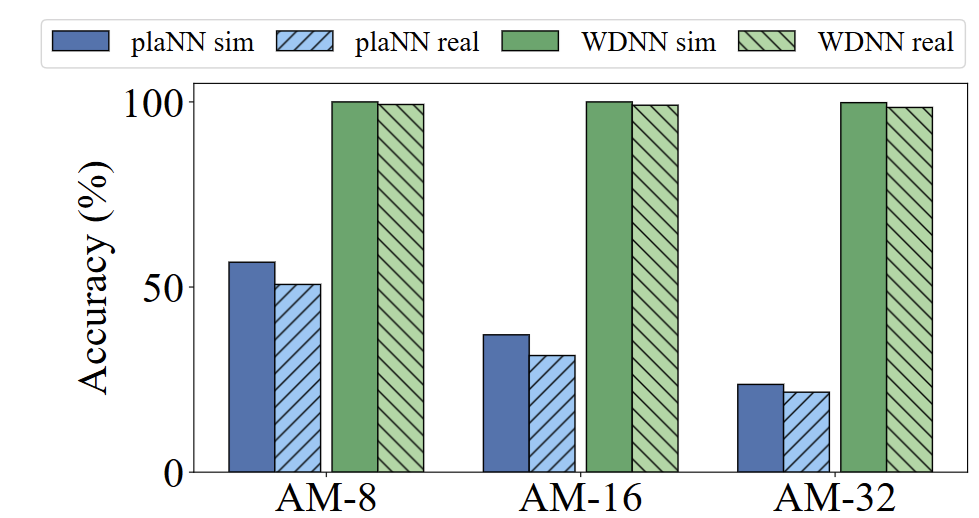 plaNN sim plaNN real WDNN sim WDNN real
100
50
0
Accuracy (%)
AM-8 AM-16 AM-32